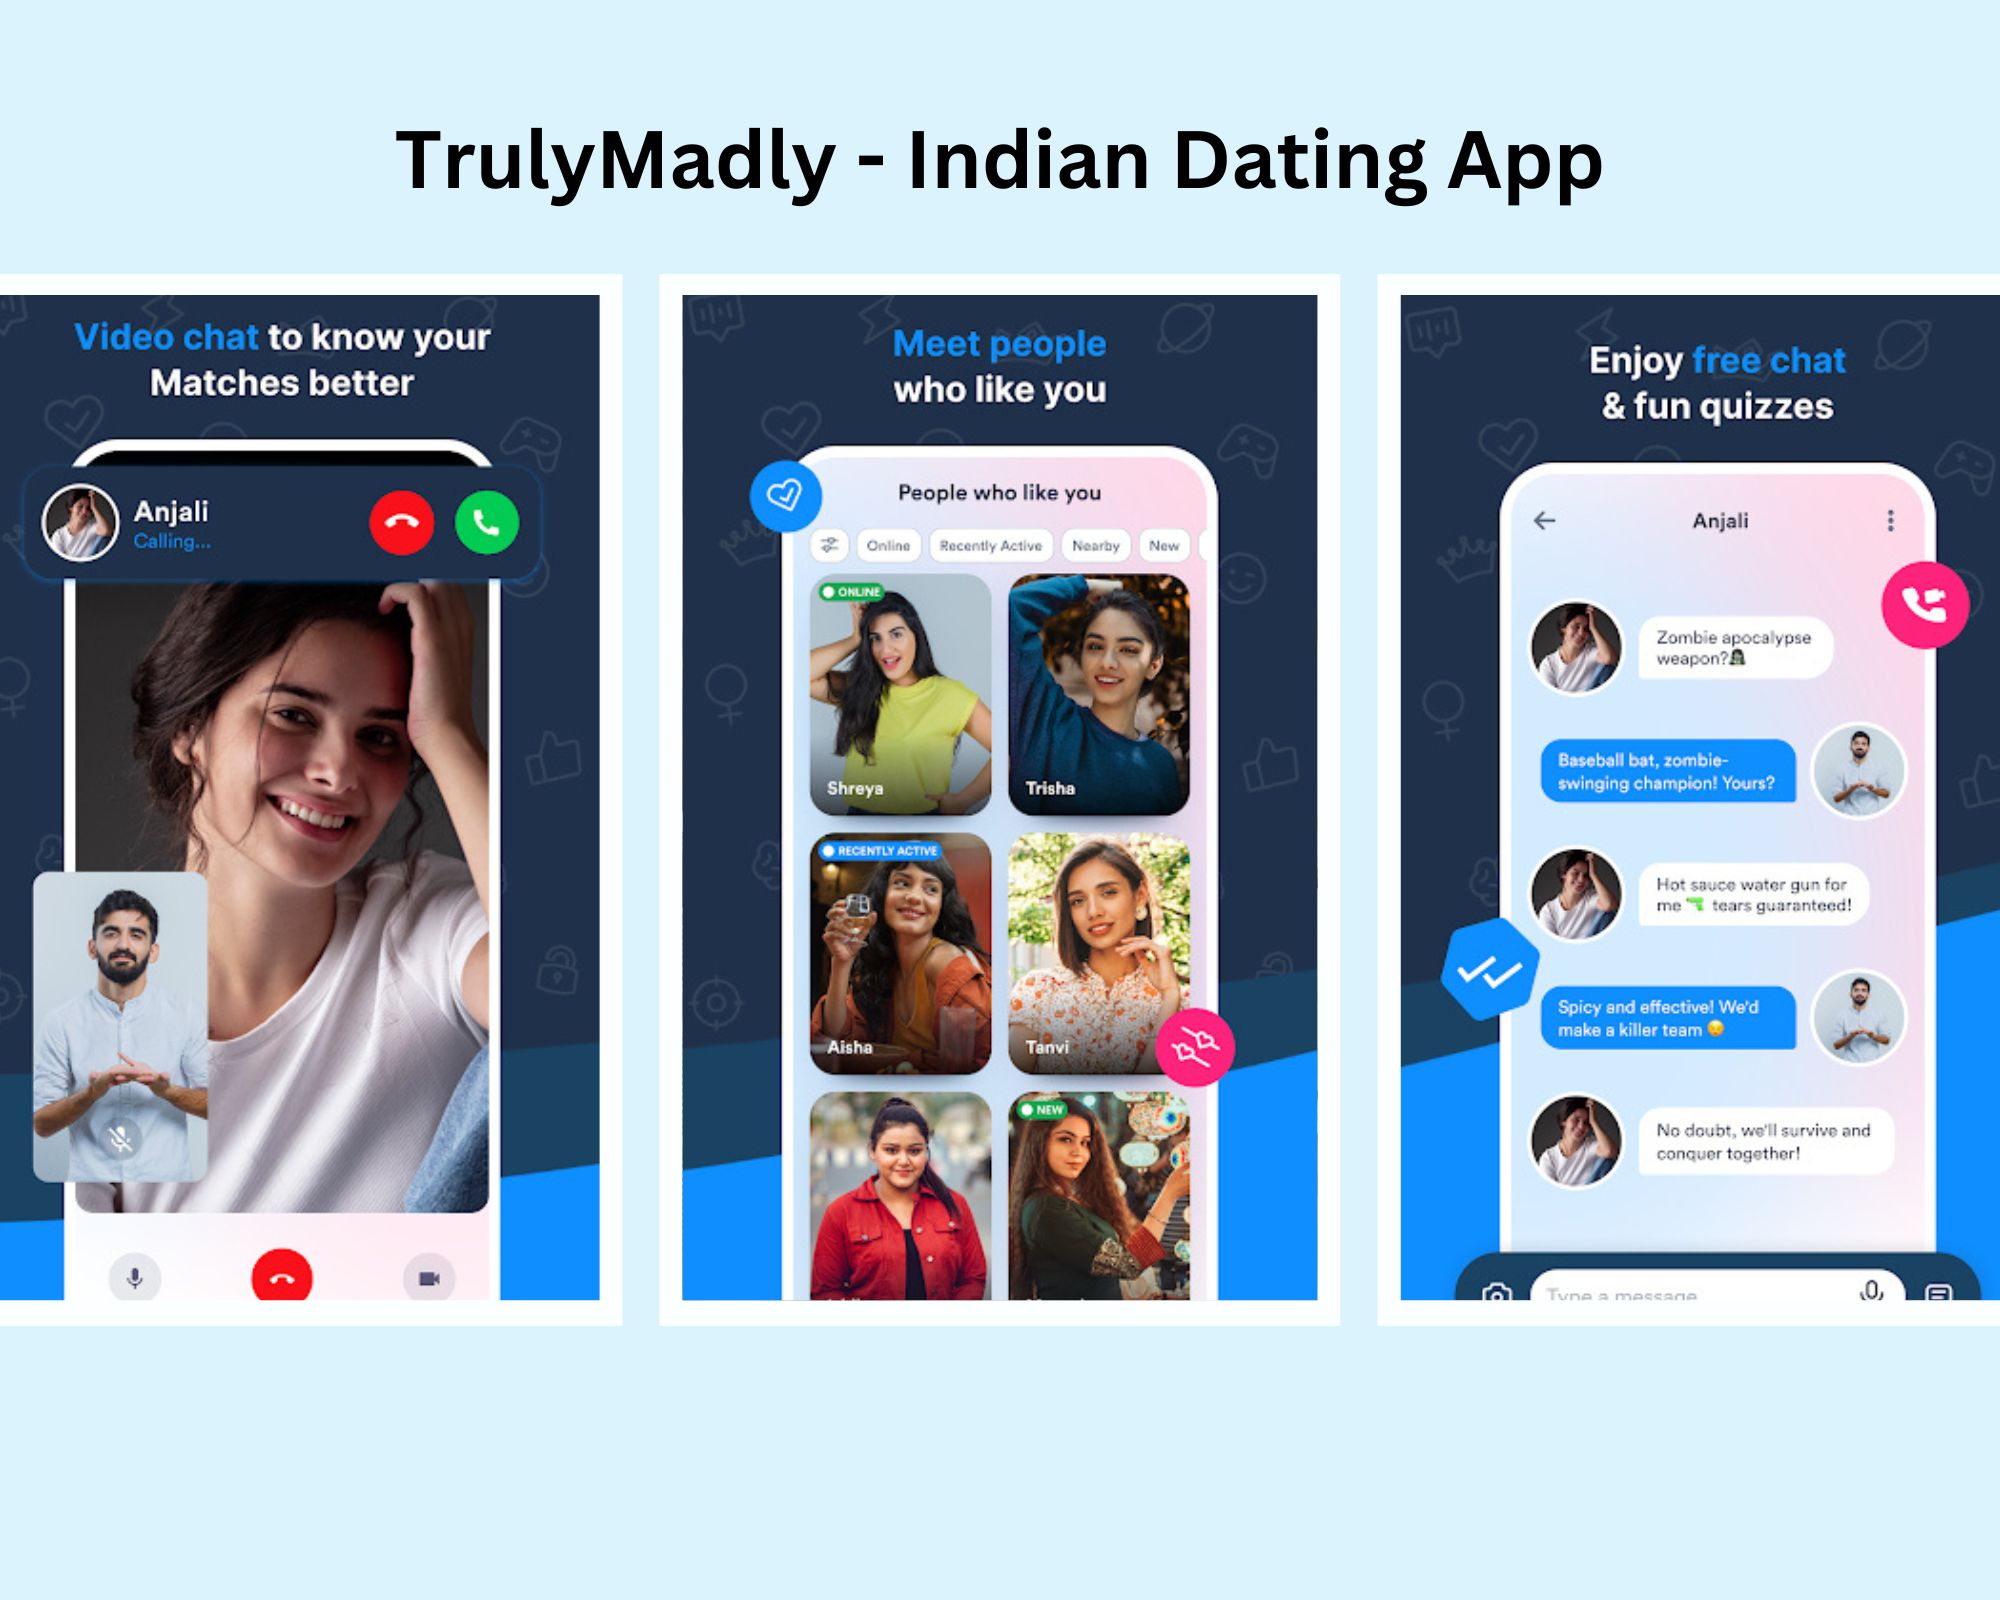 TrulyMadly - Indian Dating App
Video chat to know your
Matches better
Anjali
Calling...
Meet people
who like you
People who like you
Online
Recently Active
Nearby
New
ONLINE
Shreya
Trisha
RECENTLY ACTIVE
Aisha
Tanvi
NEW
Enjoy free chat
& fun quizzes
Anjali
Zombie apocalypse
weapon?
Baseball bat, zombie-
swinging champion! Yours?
Hot sauce water gun for
me 🔫 tears guaranteed!
Spicy and effective! We'd
make a killer team 😉
No doubt, we'll survive and
conquer together!
Type a message